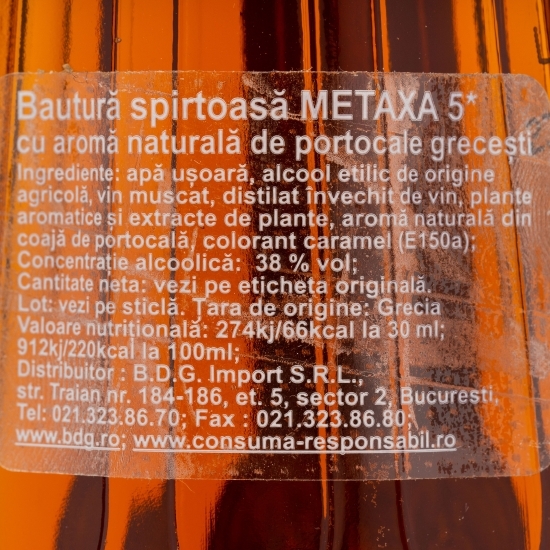 Bautură spirtoasă METAXA 5*
cu aromă naturală de portocale grecești
Ingrediente: apă ușoară, alcool etilic de origine
agricolă, vin muscat, distilat învechit de vin, plante
aromatice și extracte de plante, aromă naturală din
coajă de portocală, colorant caramel (E150a);
Concentrație alcoolică: 38 % vol;
Cantitate neta: vezi pe eticheta originală.
Lot: vezi pe sticlă. Țara de origine: Grecia
Valoare nutrițională: 274kj/66kcal la 30 ml;
912kj/220kcal la 100ml;
Distribuitor : B.D.G. Import S.R.L.,
str. Traian nr. 184-186, et. 5, sector 2, București,
Tel: 021.323.86.70; Fax : 021.323.86.80;
www.bdg.ro; www.consuma-responsabil.ro